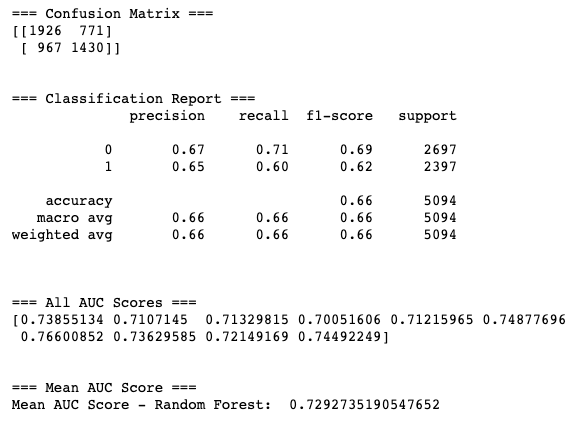 === Confusion Matrix ===
[[1926  771]
 [ 967 1430]]
=== Classification Report ===
              precision    recall  f1-score   support
           0       0.67      0.71      0.69      2697
           1       0.65      0.60      0.62      2397
    accuracy                           0.66      5094
   macro avg       0.66      0.66      0.66      5094
weighted avg       0.66      0.66      0.66      5094
=== All AUC Scores ===
[0.73855134 0.7107145  0.71329815 0.70051606 0.71215965 0.74877696
 0.76600852 0.73629585 0.72149169 0.74492249]
=== Mean AUC Score ===
Mean AUC Score - Random Forest:  0.7292735190547652